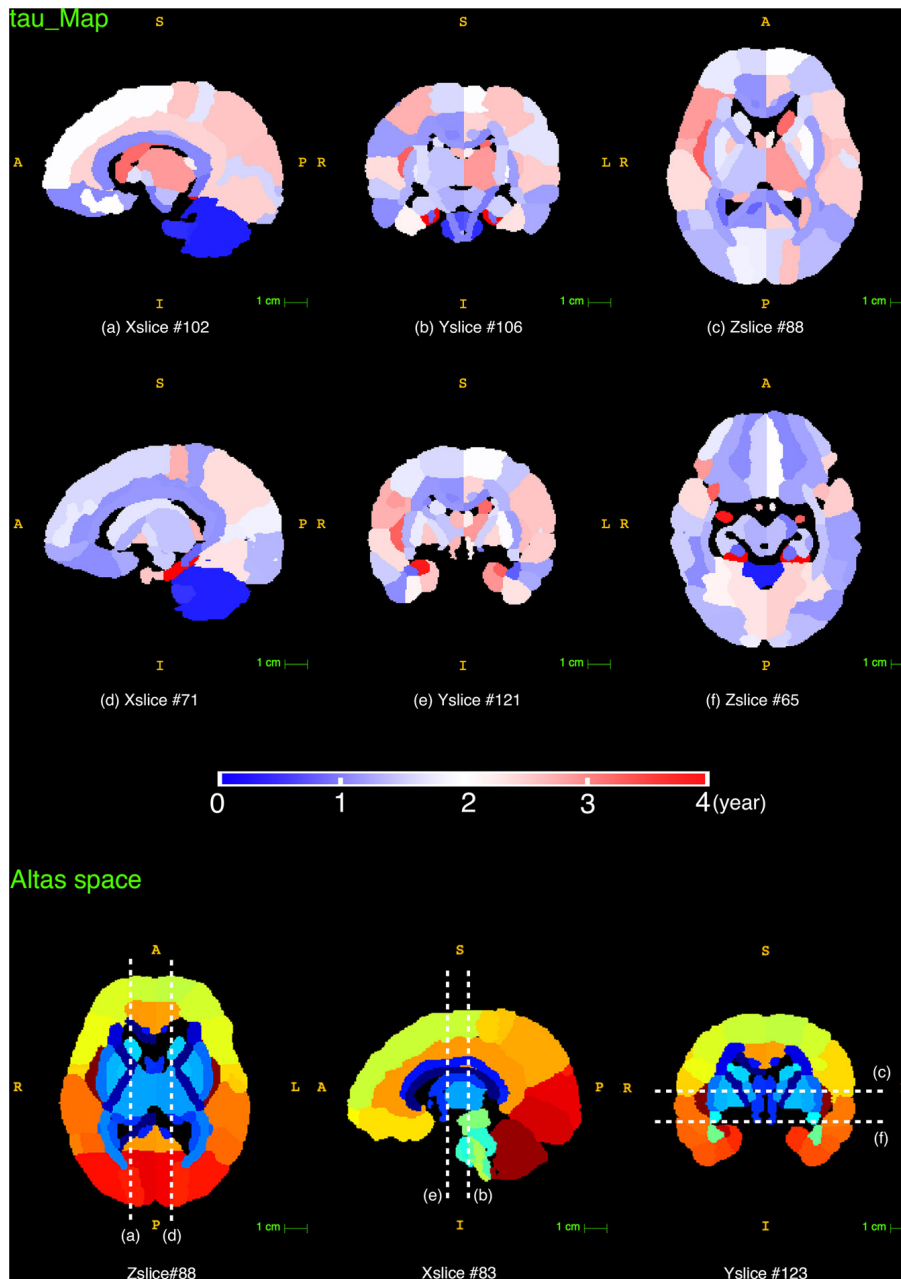 tau_Map
S S A
A P R L R
I I P
1 cm 1 cm 1 cm
(a) Xslice #102 (b) Yslice #106 (c) Zslice #88
S S A
A P R L R
I I P
1 cm 1 cm 1 cm
(d) Xslice #71 (e) Yslice #121 (f) Zslice #65
0 1 2 3 4 (year)
Altas space
A S S
(c)
R L A P R
(f)
(e) (b)
P I I
(a) (d) 1 cm 1 cm 1 cm
Zslice#88 Xslice #83 Yslice #123